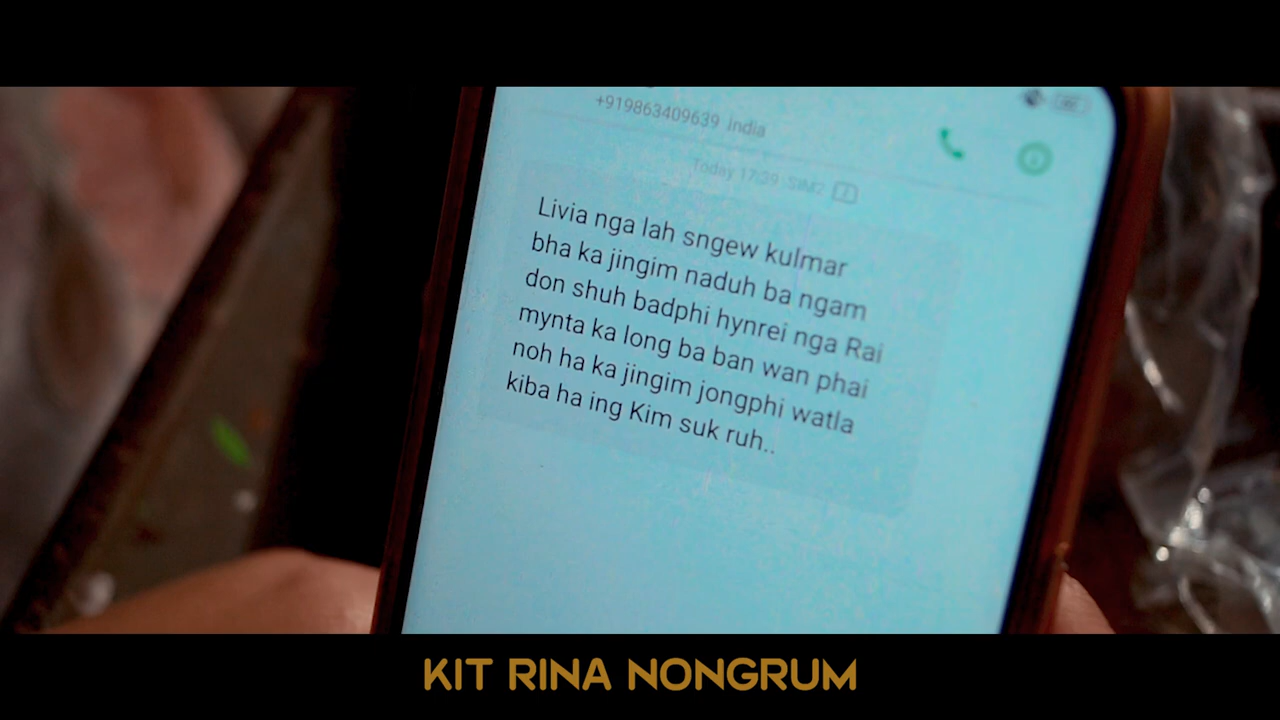 +919863409639 India
Today 17:39 SIM2
Livia nga lah sngew kulmar
bha ka jingim naduh ba ngam
don shuh badphi hynrei nga Rai
mynta ka long ba ban wan phai
noh ha ka jingim jongphi watla
kiba ha ing Kim suk ruh..
KIT RINA NONGRUM